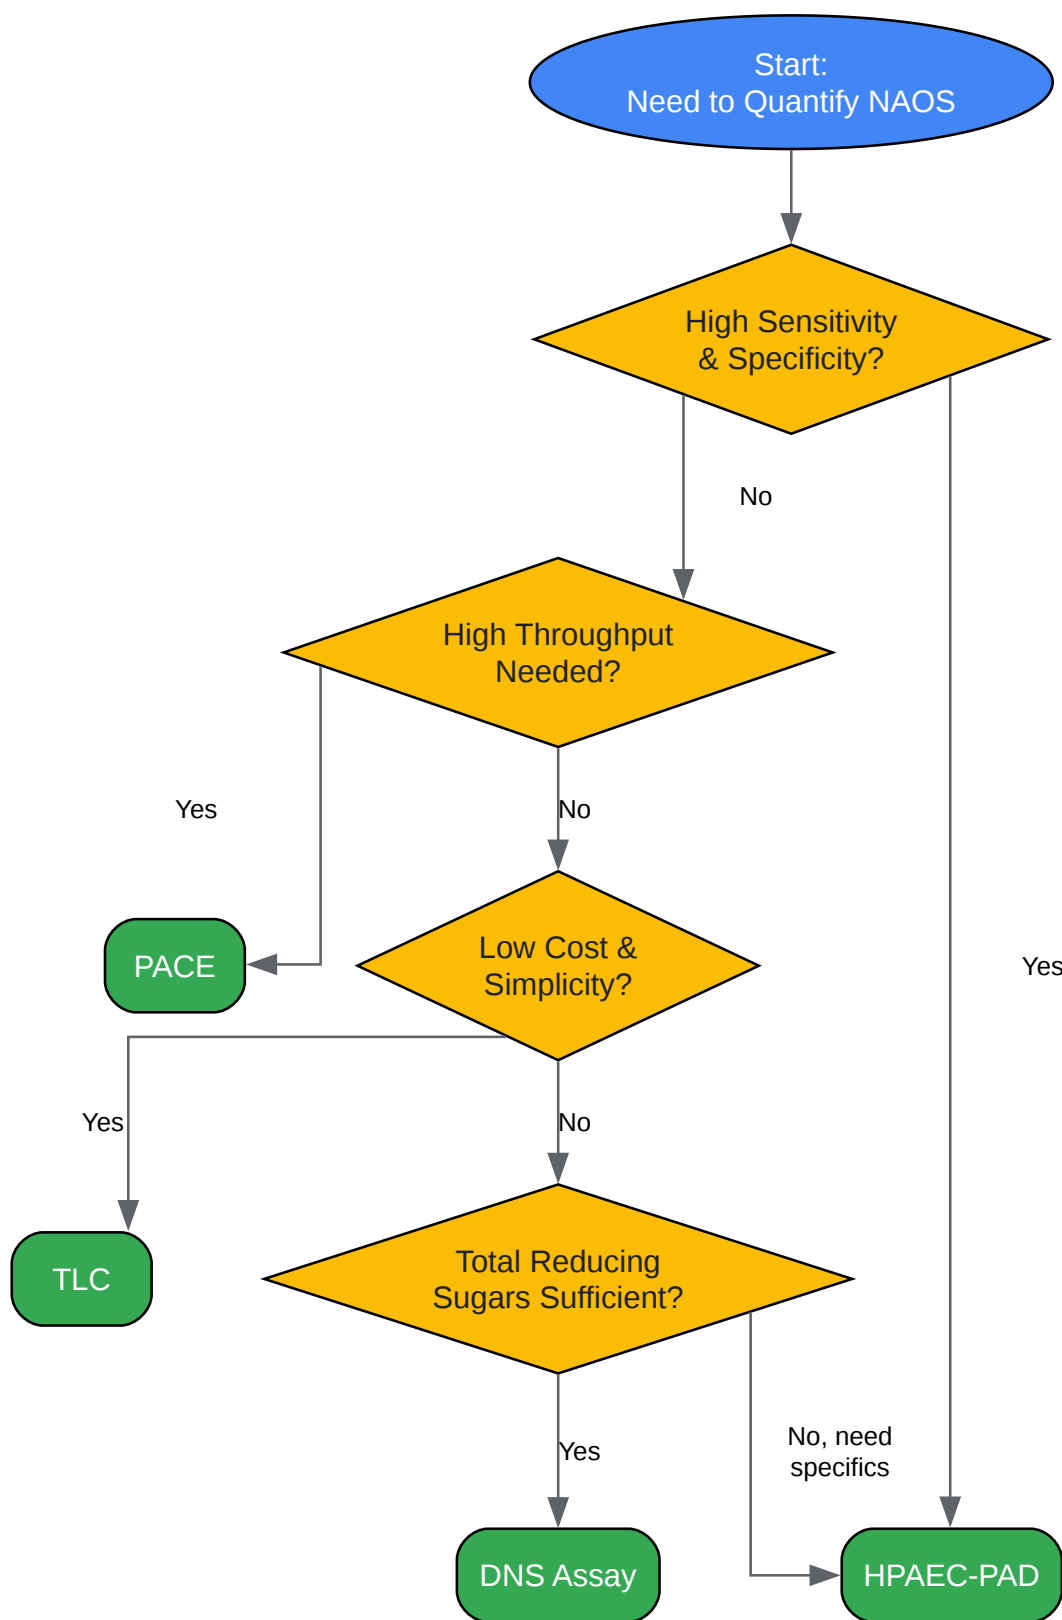 Start:
Need to Quantify NAOS
High Sensitivity
& Specificity?
No
High Throughput
Needed?
Yes
No
Low Cost &
Simplicity?
PACE
Yes
Yes
No
TLC
Total Reducing
Sugars Sufficient?
Yes
No, need
specifics
DNS Assay
HPAEC-PAD